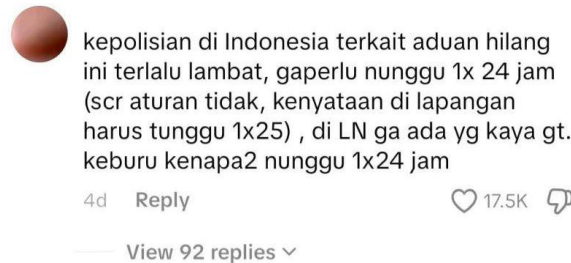 kepolisian di Indonesia terkait aduan hilang
ini terlalu lambat, gaperlu nunggu 1x 24 jam
(scr aturan tidak, kenyataan di lapangan
harus tunggu 1x25) , di LN ga ada yg kaya gt.
keburu kenapa2 nunggu 1x24 jam
4d Reply 17.5K
View 92 replies